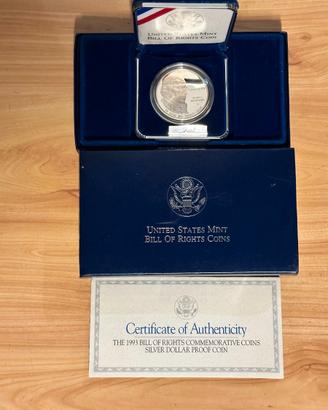 UNITED STATES MINT
BILL OF RIGHTS COIN
UNITED STATES MINT
BILL OF RIGHTS COINS
Certificate of Authenticity
THE 1993 BILL OF RIGHTS COMMEMORATIVE COINS
SILVER DOLLAR PROOF COIN